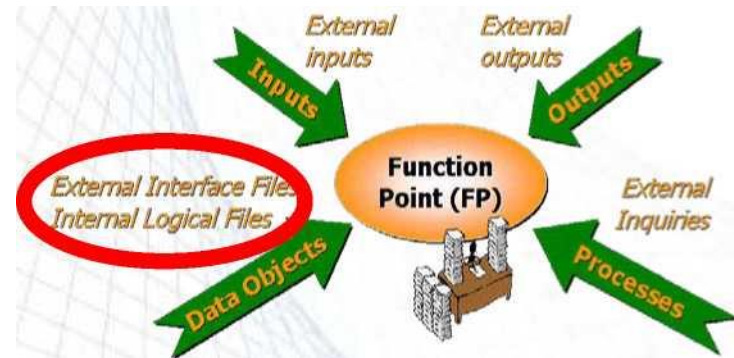 External
inputs
External
outputs
Inputs
Outputs
External Interface Files
Internal Logical Files
Function
Point (FP)
External
Inquiries
Data Objects
Processes